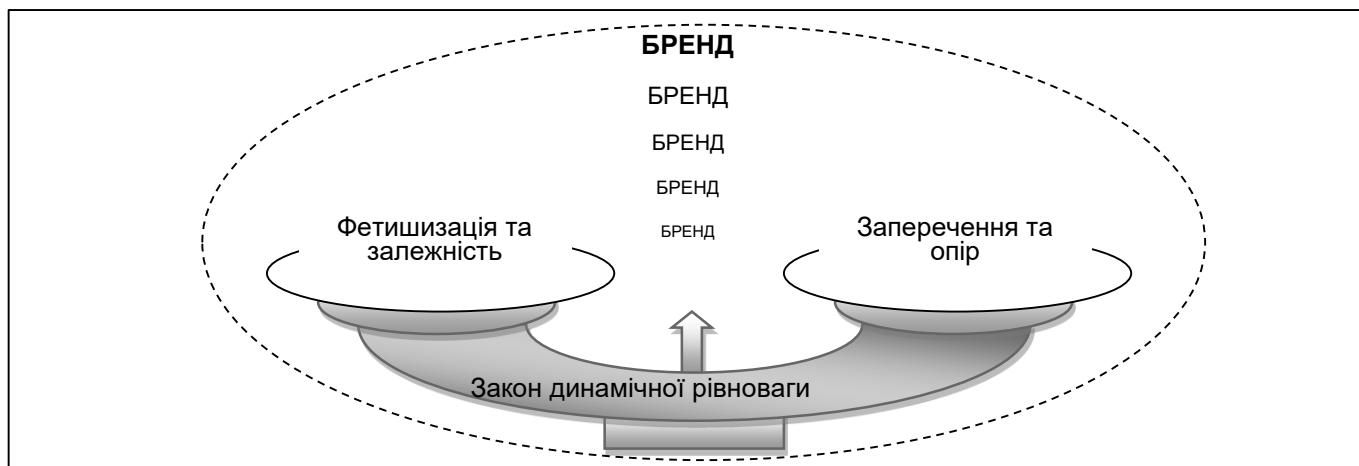 БРЕНД
БРЕНД
БРЕНД
БРЕНД
БРЕНД
Фетишизація та
залежність
Заперечення та
опір
Закон динамічної рівноваги